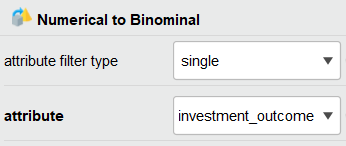 Numerical to Binominal
attribute filter type single
attribute investment_outcome